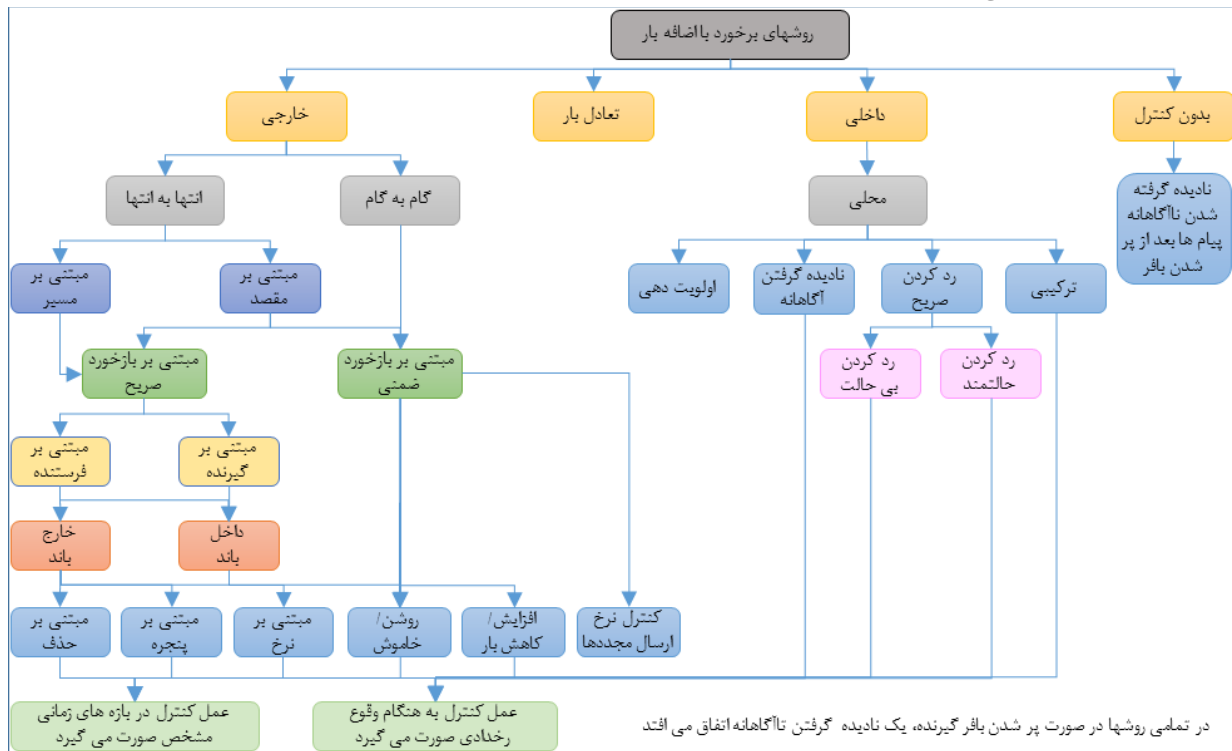 روشهای برخورد با اضافه بار
بدون کنترل
داخلی
تعادل بار
خارجی
نادیده گرفته
شدن ناآگاهانه
پیام ها بعد از پر
شدن بافر
محلی
گام به گام
انتها به انتها
ترکیبی
رد کردن
صریح
نادیده گرفتن
آگاهانه
اولویت دهی
مبتنی بر
مقصد
مبتنی بر
مسیر
رد کردن
حالتمند
رد کردن
بی حالت
مبتنی بر بازخورد
ضمنی
مبتنی بر بازخورد
صریح
مبتنی بر
گیرنده
مبتنی بر
فرستنده
داخل
باند
خارج
باند
کنترل نرخ
ارسال مجددها
افزایش/
کاهش بار
روشن/
خاموش
مبتنی بر
نرخ
مبتنی بر
پنجره
مبتنی بر
حذف
در تمامی روشها در صورت پر شدن بافر گیرنده، یک نادیده گرفتن تاآگاهانه اتفاق می افتد
عمل کنترل به هنگام وقوع
رخدادی صورت می گیرد
عمل کنترل در بازه های زمانی
مشخص صورت می گیرد